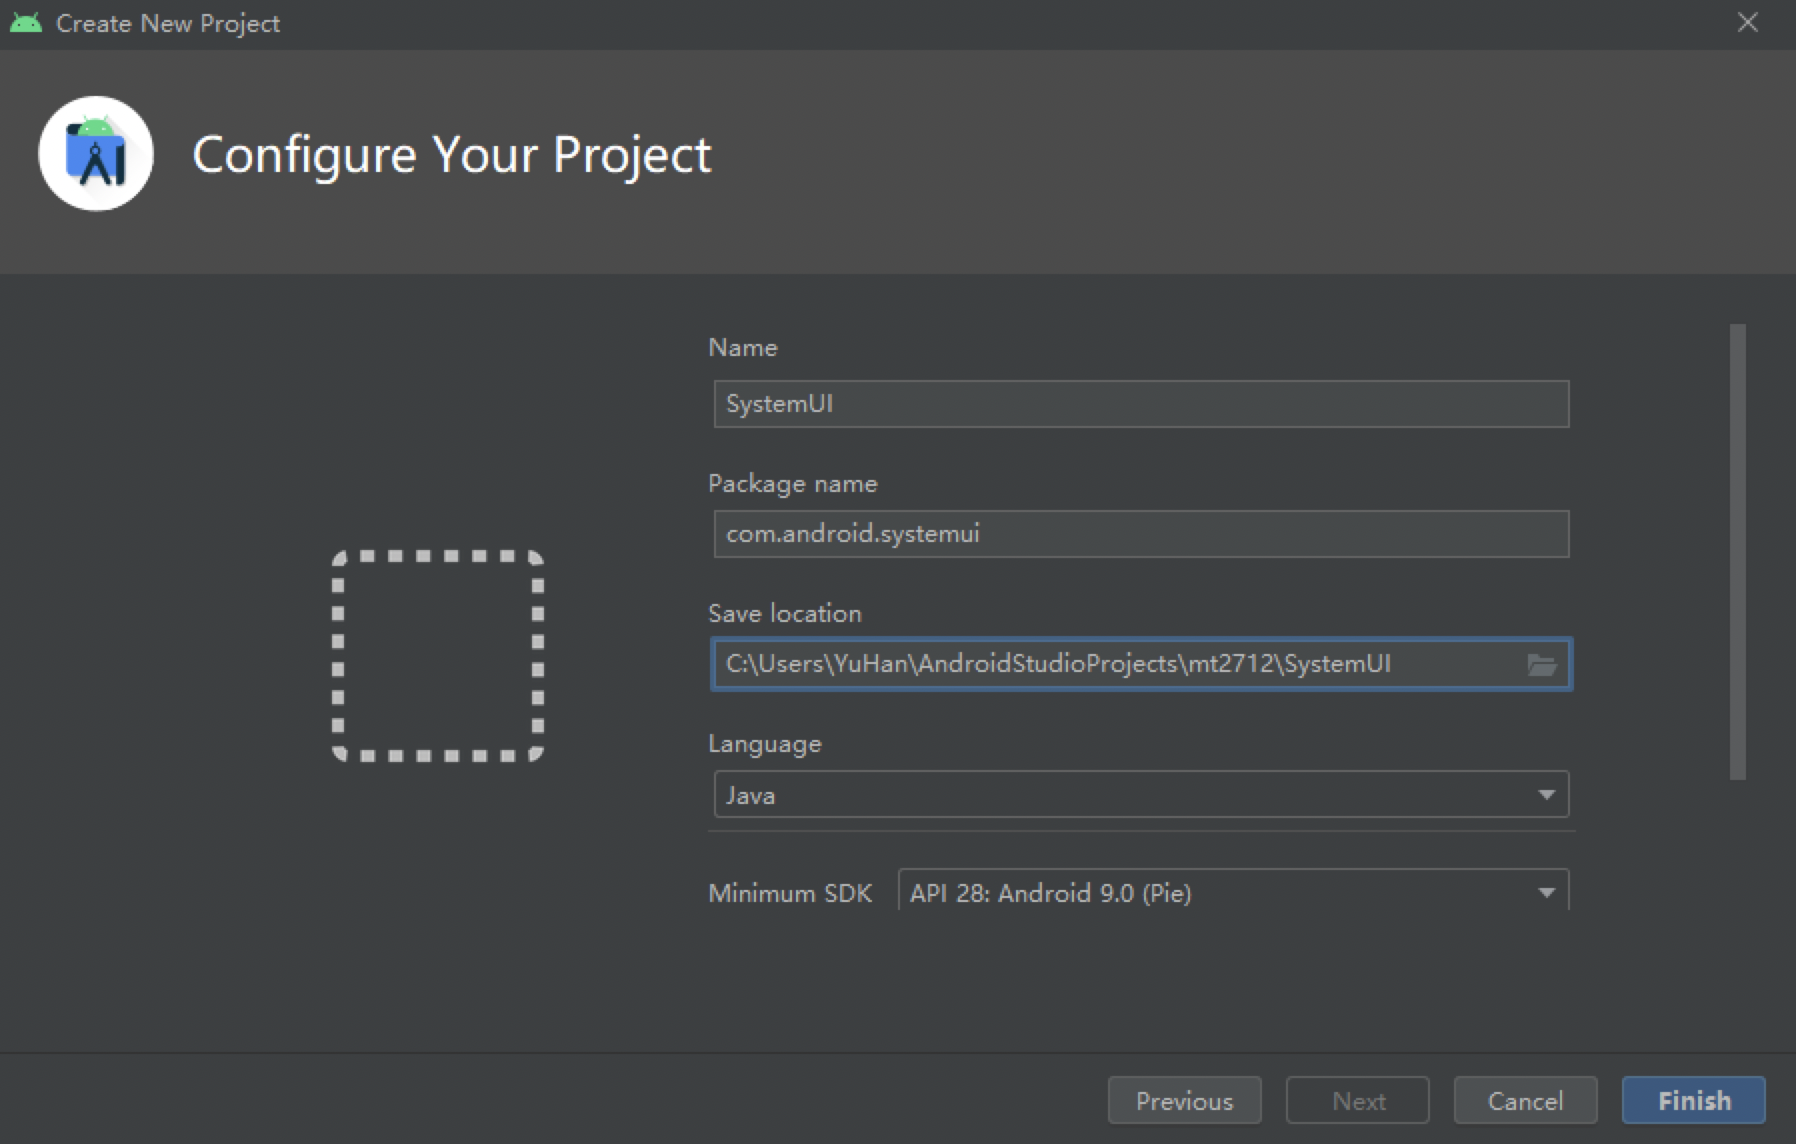 Create New Project
Configure Your Project
Name
SystemUI
Package name
com.android.systemui
Save location
C:\Users\YuHan\AndroidStudioProjects\mt2712\SystemUI
Language
Java
Minimum SDK API 28: Android 9.0 (Pie)
Previous Next Cancel Finish